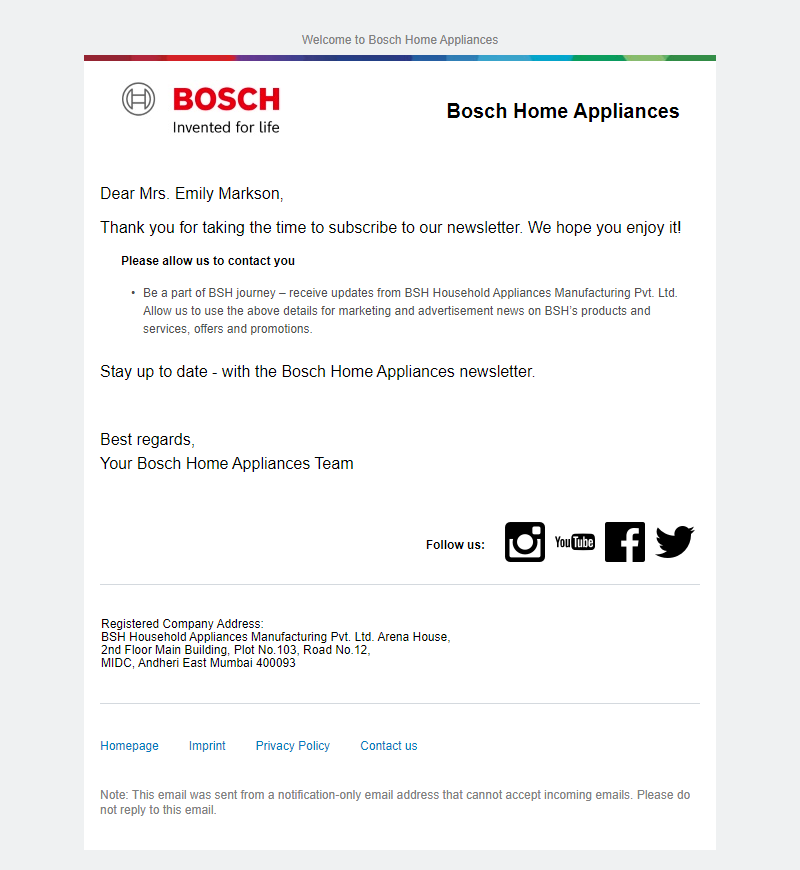 Welcome to Bosch Home Appliances
BOSCH
Invented for life
Bosch Home Appliances
Dear Mrs. Emily Markson,
Thank you for taking the time to subscribe to our newsletter. We hope you enjoy it!
Please allow us to contact you
• Be a part of BSH journey – receive updates from BSH Household Appliances Manufacturing Pvt. Ltd.
Allow us to use the above details for marketing and advertisement news on BSH's products and
services, offers and promotions.
Stay up to date - with the Bosch Home Appliances newsletter.
Best regards,
Your Bosch Home Appliances Team
Follow us:
YouTube
Registered Company Address:
BSH Household Appliances Manufacturing Pvt. Ltd. Arena House,
2nd Floor Main Building, Plot No.103, Road No.12,
MIDC, Andheri East Mumbai 400093
Homepage Imprint Privacy Policy Contact us
Note: This email was sent from a notification-only email address that cannot accept incoming emails. Please do
not reply to this email.